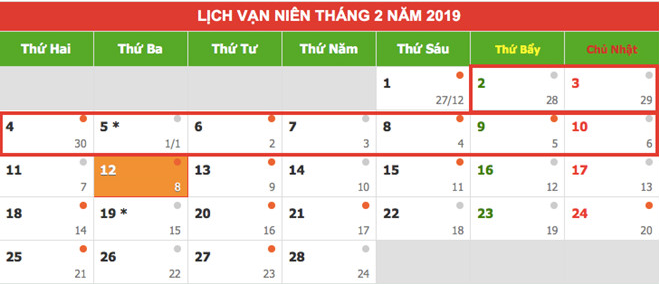 LỊCH VẠN NIÊN THÁNG 2 NĂM 2019
Thứ Hai Thứ Ba Thứ Tư Thứ Năm Thứ Sáu Thứ Bẩy Chủ Nhật
1 2 3
27/12 28 29
4 5 * 6 7 8 9 10
30 1/1 2 3 4 5 6
11 12 13 14 15 16 17
7 8 9 10 11 12 13
18 19 * 20 21 22 23 24
14 15 16 17 18 19 20
25 26 27 28
21 22 23 24